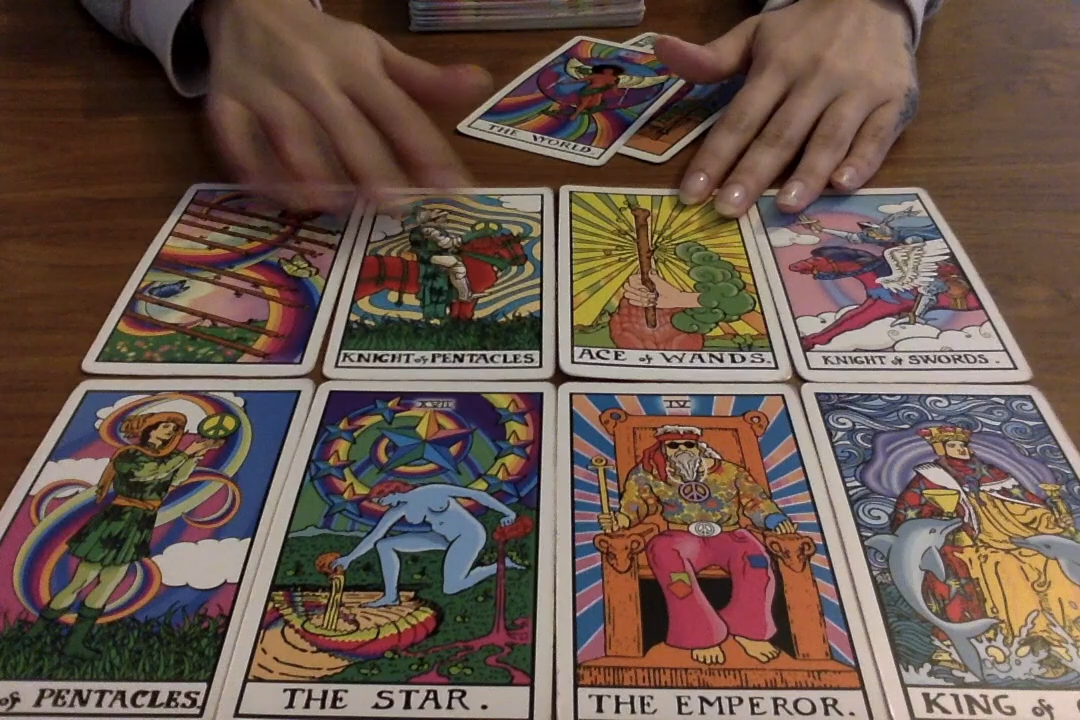 THE WORLD.
KNIGHT of PENTACLES
ACE of WANDS.
KNIGHT of SWORDS.
XVII
IV
of PENTACLES.
THE STAR.
THE EMPEROR.
KING of